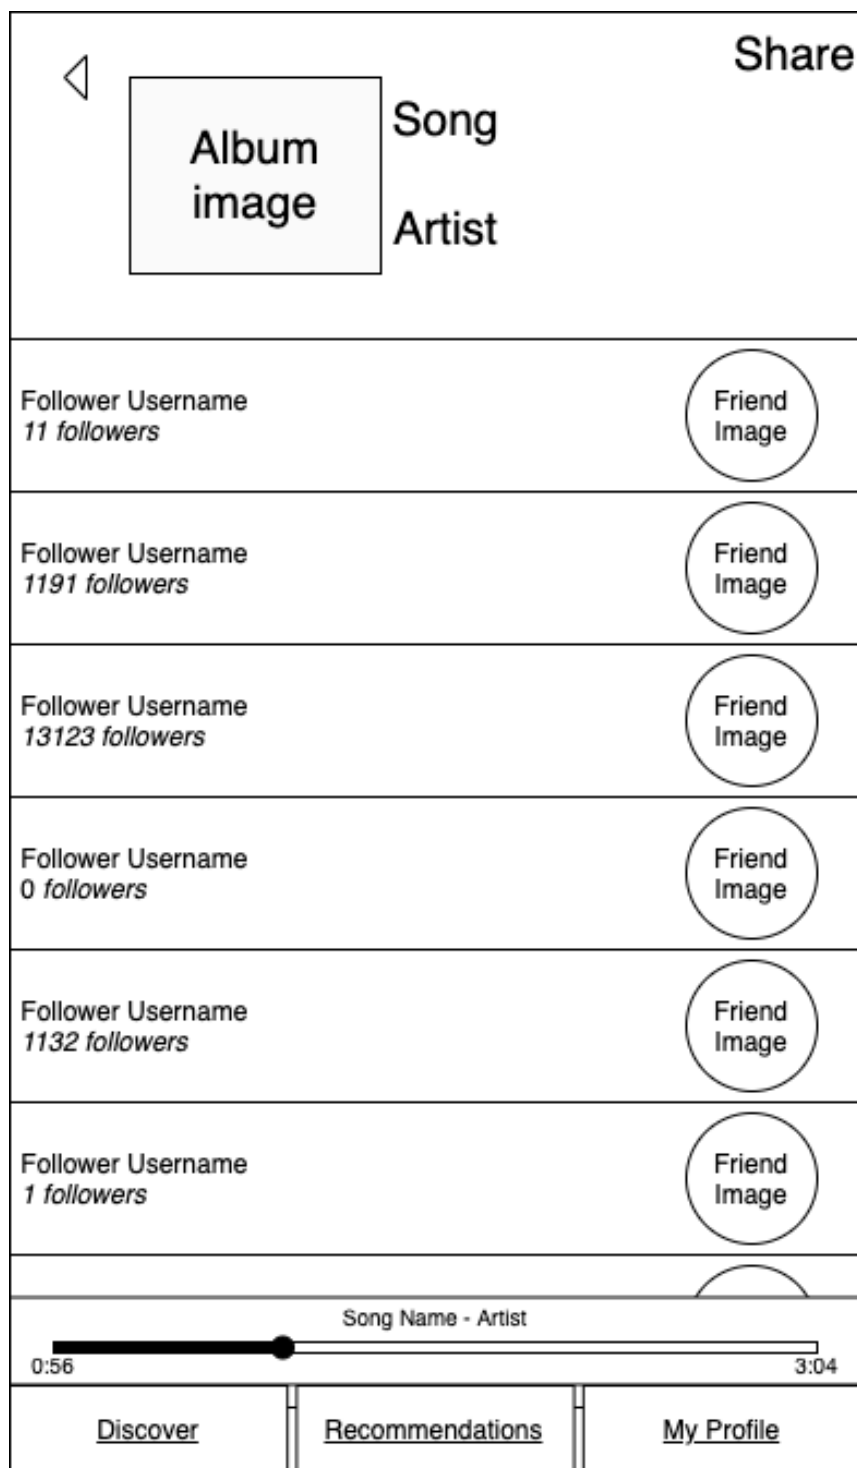 Share
Album
image
Song
Artist
Follower Username
11 followers
Friend
Image
Follower Username
1191 followers
Friend
Image
Follower Username
13123 followers
Friend
Image
Follower Username
0 followers
Friend
Image
Follower Username
1132 followers
Friend
Image
Follower Username
1 followers
Friend
Image
Song Name - Artist
0:56
3:04
Discover
Recommendations
My Profile